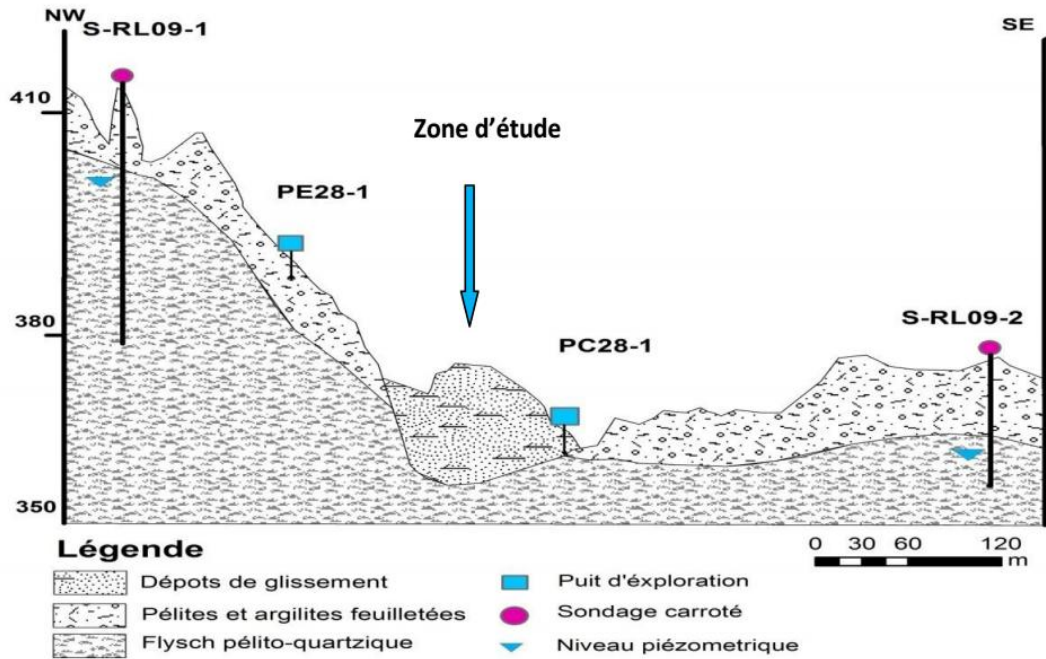 NW
SE
S-RL09-1
410
Zone d'étude
PE28-1
380
S-RL09-2
PC28-1
350
0 30 60 120
m
Légende
Dépots de glissement
Puit d'éxploration
Pélites et argilites feuilletées
Sondage carroté
Flysch pélito-quartzique
Niveau piézometrique